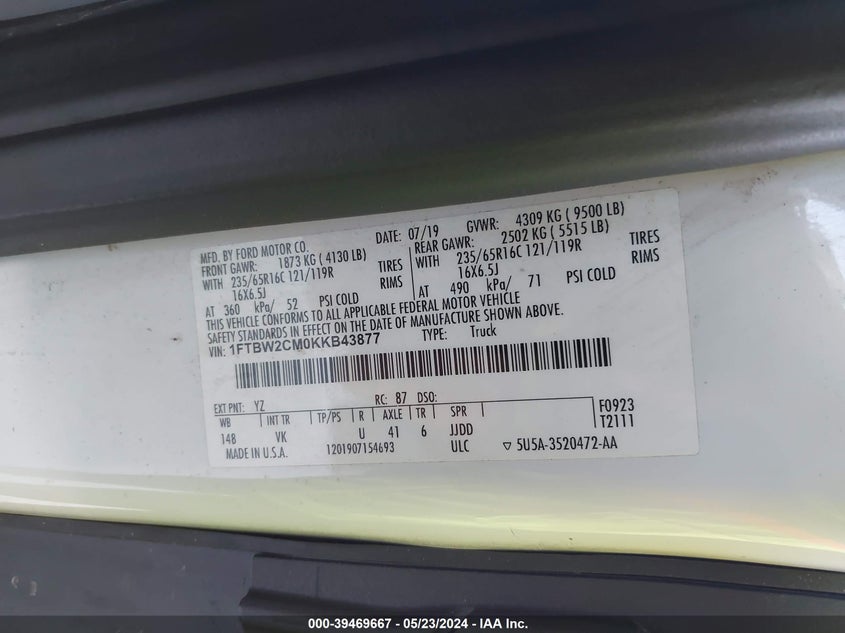 MFD. BY FORD MOTOR CO.
DATE: 07/19 GVWR: 4309 KG ( 9500 LB)
FRONT GAWR: 1873 KG ( 4130 LB) REAR GAWR: 2502 KG ( 5515 LB)
WITH 235/65R16C 121/119R TIRES WITH 235/65R16C 121/119R TIRES
16X6.5J RIMS 16X6.5J RIMS
AT 360 kPa/ 52 PSI COLD AT 490 kPa/ 71 PSI COLD
THIS VEHICLE CONFORMS TO ALL APPLICABLE FEDERAL MOTOR VEHICLE
SAFETY STANDARDS IN EFFECT ON THE DATE OF MANUFACTURE SHOWN ABOVE.
VIN: 1FTBW2CM0KKB43877 TYPE: Truck
EXT PNT: YZ RC: 87 DSO: F0923
WB INT TR TP/PS R AXLE TR SPR T2111
148 VK U 41 6 JJDD
MADE IN U.S.A. 1201907154693 ULC ▽ 5U5A-3520472-AA
000-39469667 - 05/23/2024 - IAA Inc.